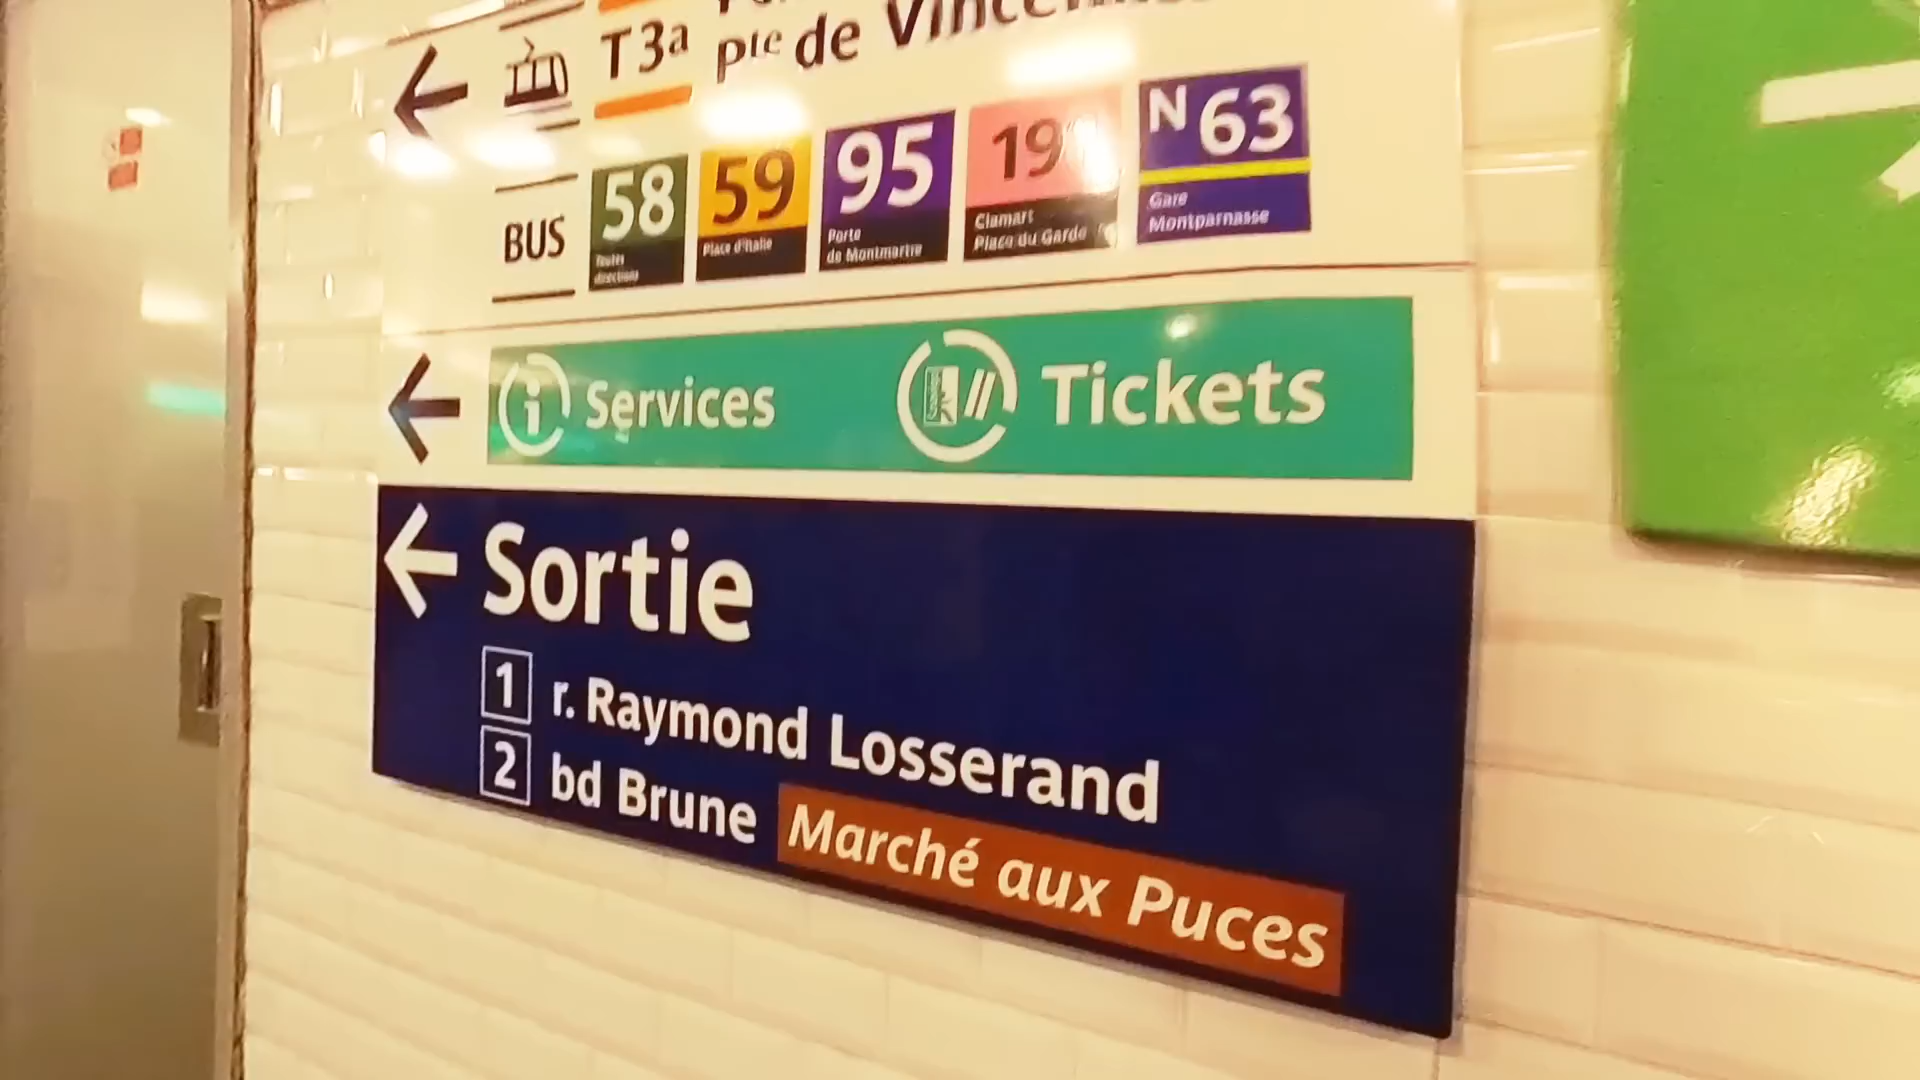 T3a
pte de Vincennes
BUS
58
Toutes
directions
59
Place d'Italie
95
Porte
de Montmartre
Clamart
Place du Garde
N 63
Gare
Montparnasse
Services
Tickets
Sortie
1 r. Raymond Losserand
2 bd Brune Marché aux Puces